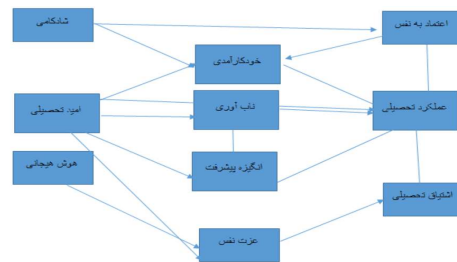 شادکامی
اعتماد به نفس
خودکارآمدی
امید تحصیلی
تاب آوری
عملکرد تحصیلی
هوش هیجانی
انگیزه پیشرفت
اشتیاق تحصیلی
عزت نفس